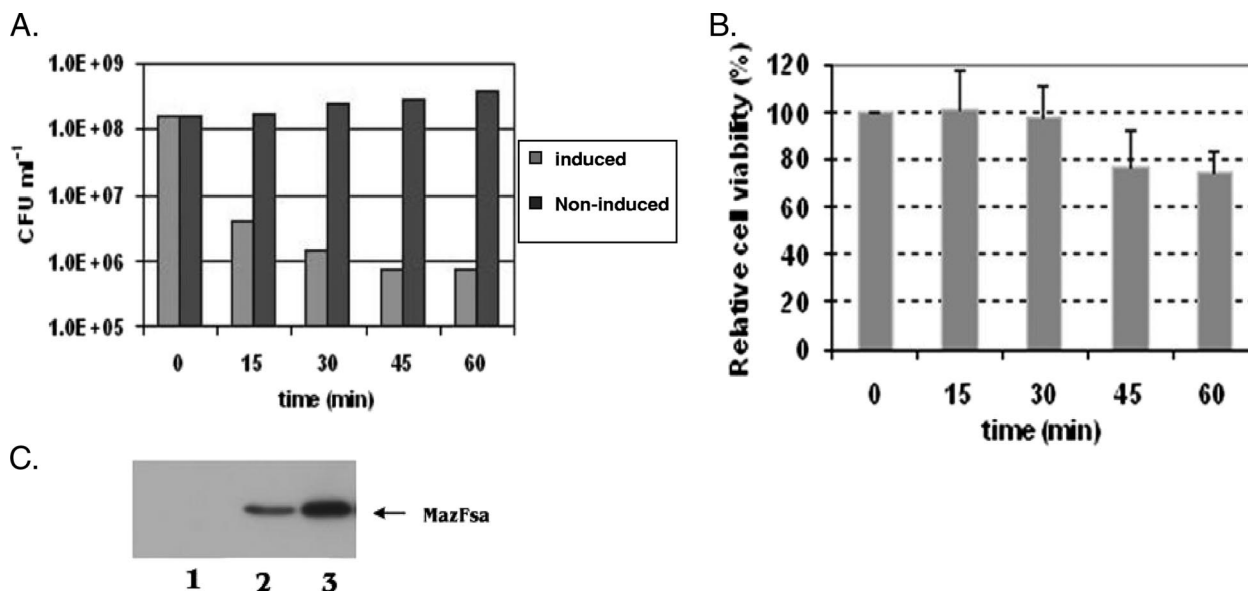 A.
1.0E+09
1.0E+08
1.0E+07
1.0E+06
1.0E+05
CFU ml⁻¹
0 15 30 45 60
time (min)
induced
Non-induced
B.
120
100
80
60
40
20
0
Relative cell viability (%)
0 15 30 45 60
time (min)
C.
MazFsa
1 2 3